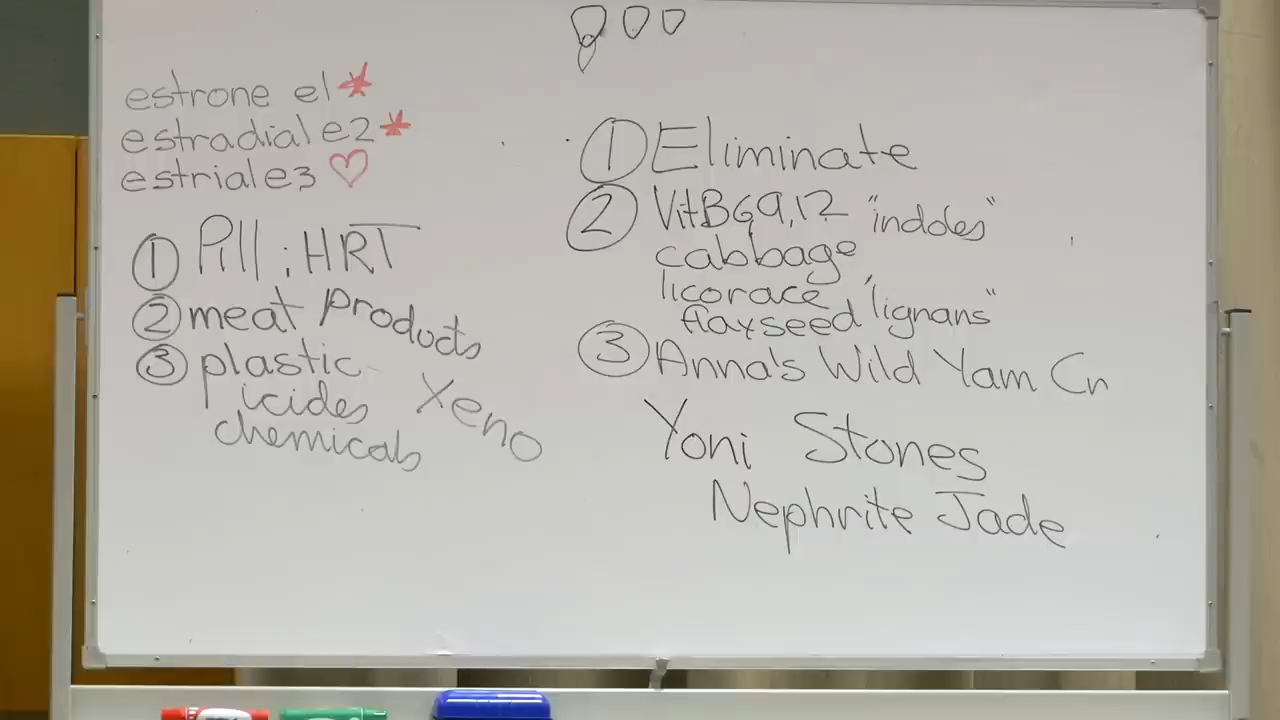 estrone e1*
estradial e2*
estrial e3 ♡
① Pill ; HRT
② meat products
③ plastic
icides
chemicals
Xeno
① Eliminate
② VitB6 9,12 "indoles"
cabbage
licorace
flaxseed "lignans"
③ Anna's Wild Yam Cn
Yoni Stones
Nephrite Jade